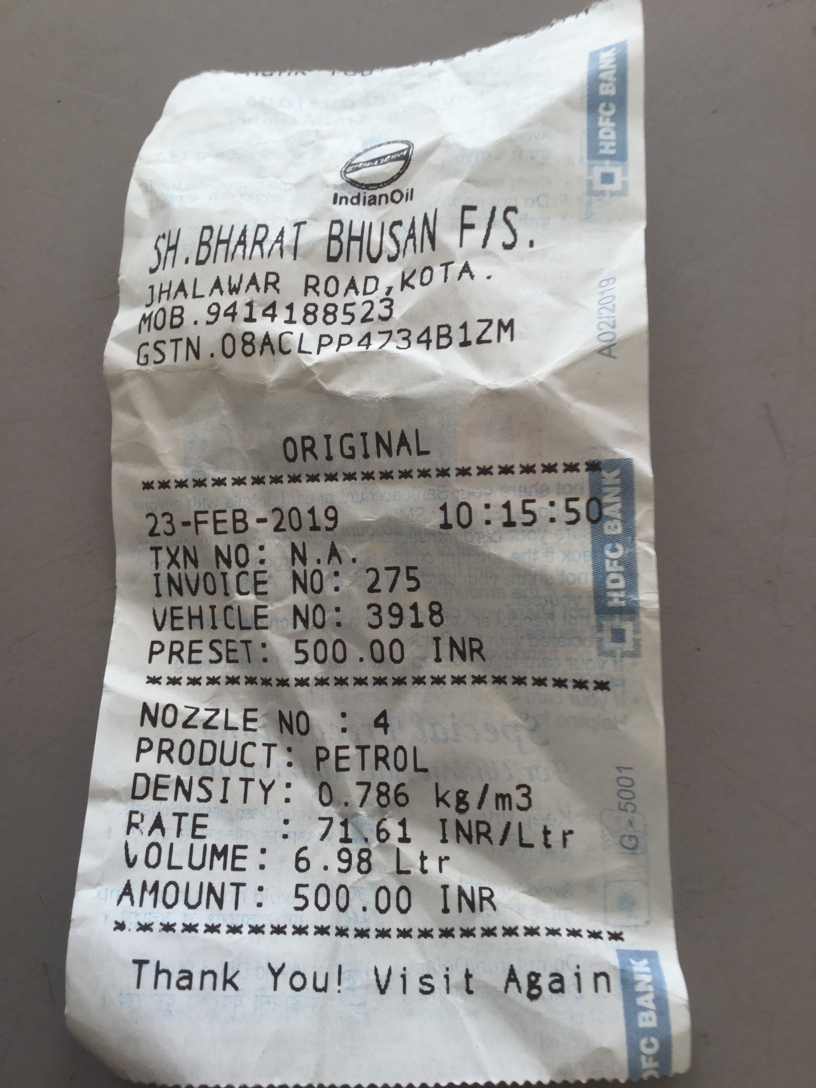 IndianOil
SH.BHARAT BHUSAN F/S.
JHALAWAR ROAD,KOTA.
MOB.9414188523
GSTN.08ACLPP4734B1ZM
ORIGINAL
*****************************
23-FEB-2019 10:15:50
TXN NO: N.A.
INVOICE NO: 275
VEHICLE NO: 3918
PRESET: 500.00 INR
*****************************
NOZZLE NO : 4
PRODUCT: PETROL
DENSITY: 0.786 kg/m3
RATE : 71.61 INR/Ltr
VOLUME: 6.98 Ltr
AMOUNT: 500.00 INR
*****************************
Thank You! Visit Again
HDFC BANK
A02/2019
HDFC BANK
G-5001
HDFC BANK